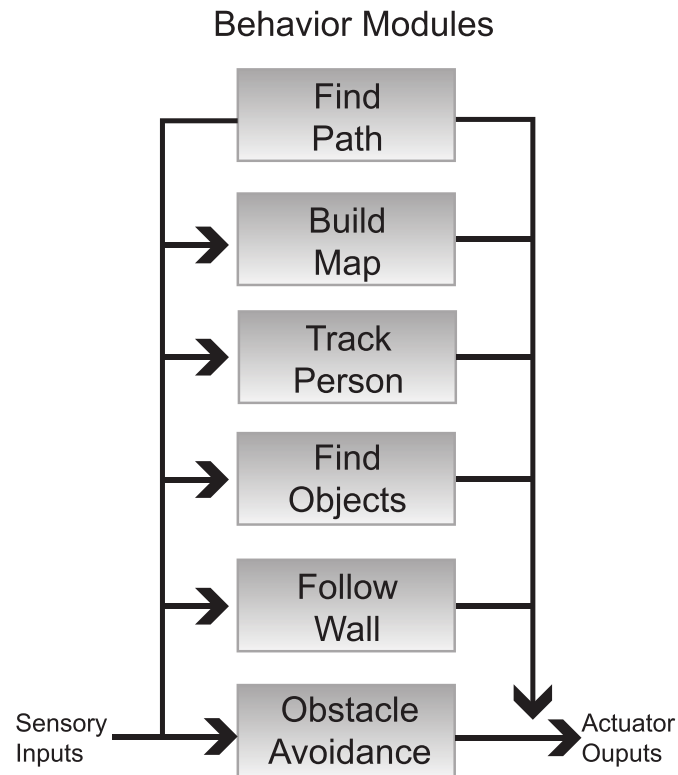 Behavior Modules
Find
Path
Build
Map
Track
Person
Find
Objects
Follow
Wall
Obstacle
Avoidance
Sensory
Inputs
Actuator
Ouputs